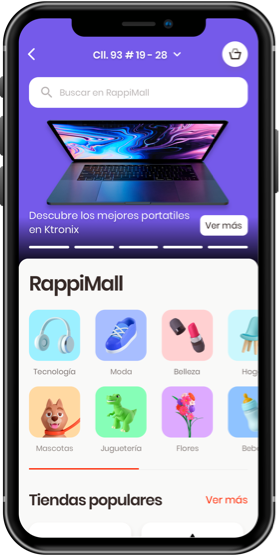 Cll. 93 # 19 - 28
Buscar en RappiMall
Descubre los mejores portatiles
en Ktronix
Ver más
RappiMall
Tecnología
Moda
Belleza
Hog
Mascotas
Juguetería
Flores
Beb
Tiendas populares
Ver más